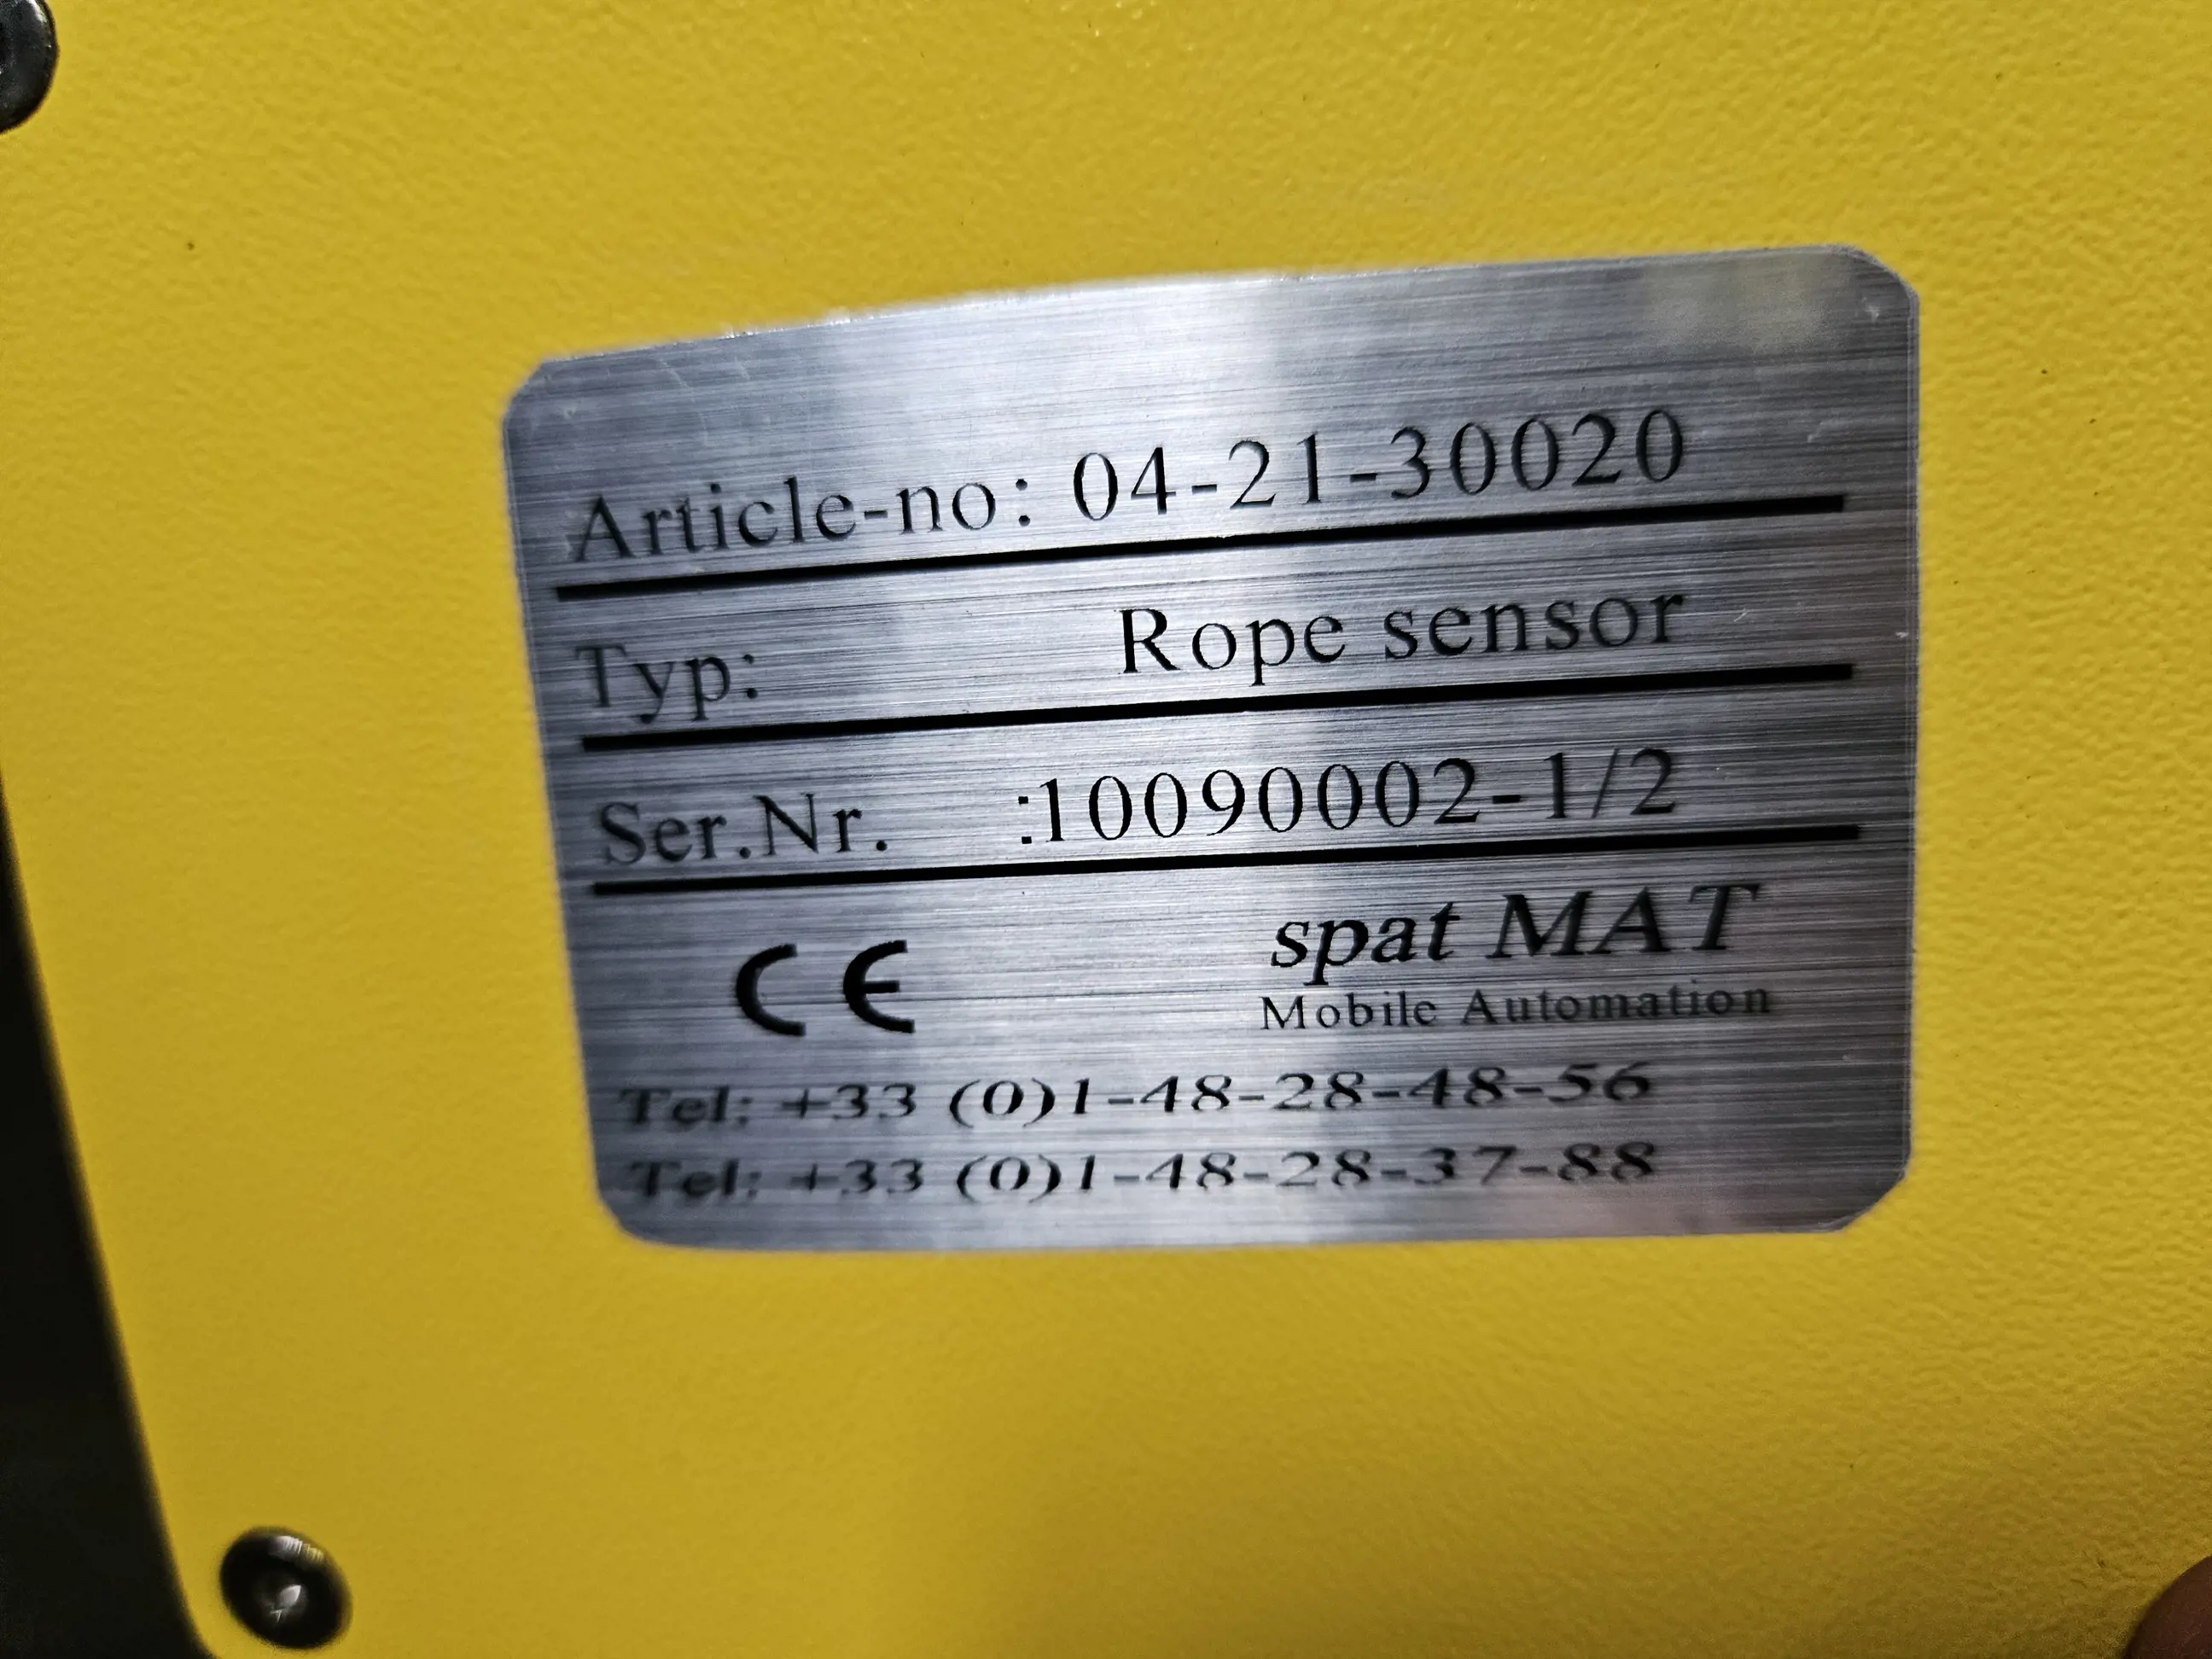 Article-no: 04-21-30020
Typ: Rope sensor
Ser.Nr. :10090002-1/2
CE spat MAT
Mobile Automation
Tel: +33 (0)1-48-28-48-56
Tel: +33 (0)1-48-28-37-88